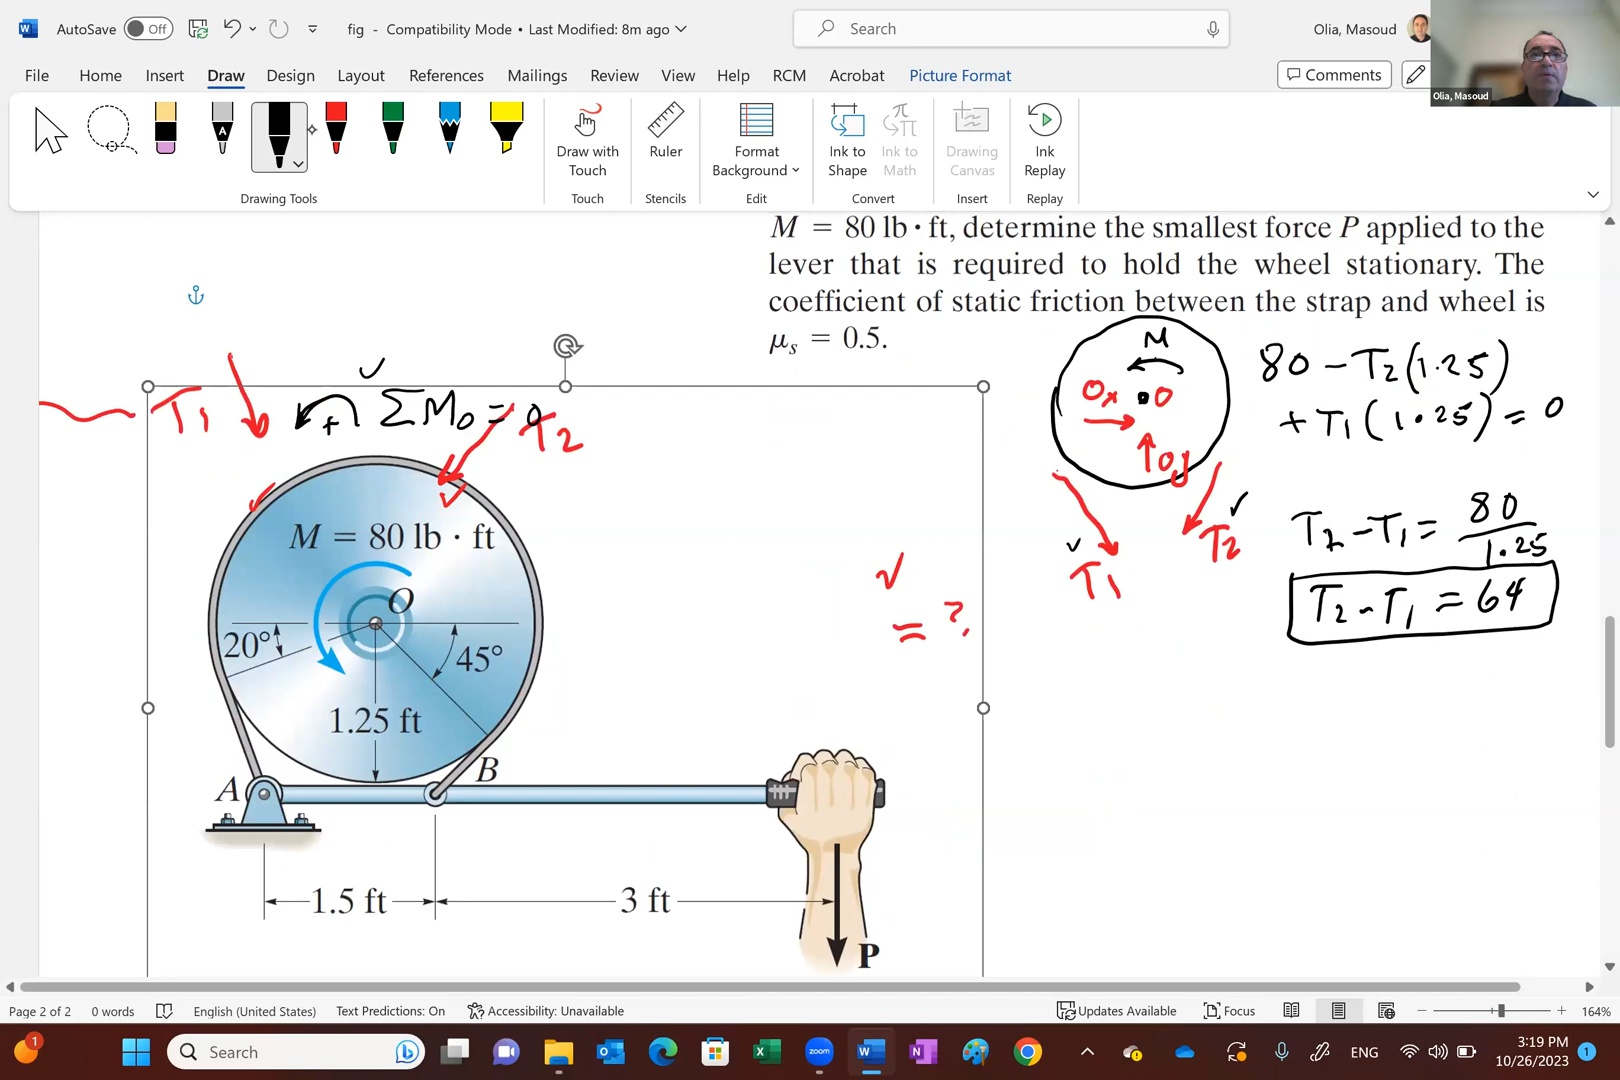 AutoSave Off fig - Compatibility Mode • Last Modified: 8m ago Search Olia, Masoud
File Home Insert Draw Design Layout References Mailings Review View Help RCM Acrobat Picture Format Comments
Olia, Masoud
A
Draw with Touch
Ruler
Format Background
Ink to Shape
Ink to Math
Drawing Canvas
Ink Replay
Drawing Tools Touch Stencils Edit Convert Insert Replay
M = 80 lb · ft, determine the smallest force P applied to the
lever that is required to hold the wheel stationary. The
coefficient of static friction between the strap and wheel is
μs = 0.5.
T1
+ ΣMo = 0
T2
M = 80 lb · ft
O
20°
45°
1.25 ft
A
B
1.5 ft
3 ft
P
= ?
M
Ox O
Oy
T1
T2
80 - T2(1.25)
+ T1(1.25) = 0
T2 - T1 = 80/1.25
T2 - T1 = 64
Page 2 of 2 0 words English (United States) Text Predictions: On Accessibility: Unavailable Updates Available Focus 164%
1 Search zoom ENG 3:19 PM
10/26/2023 1